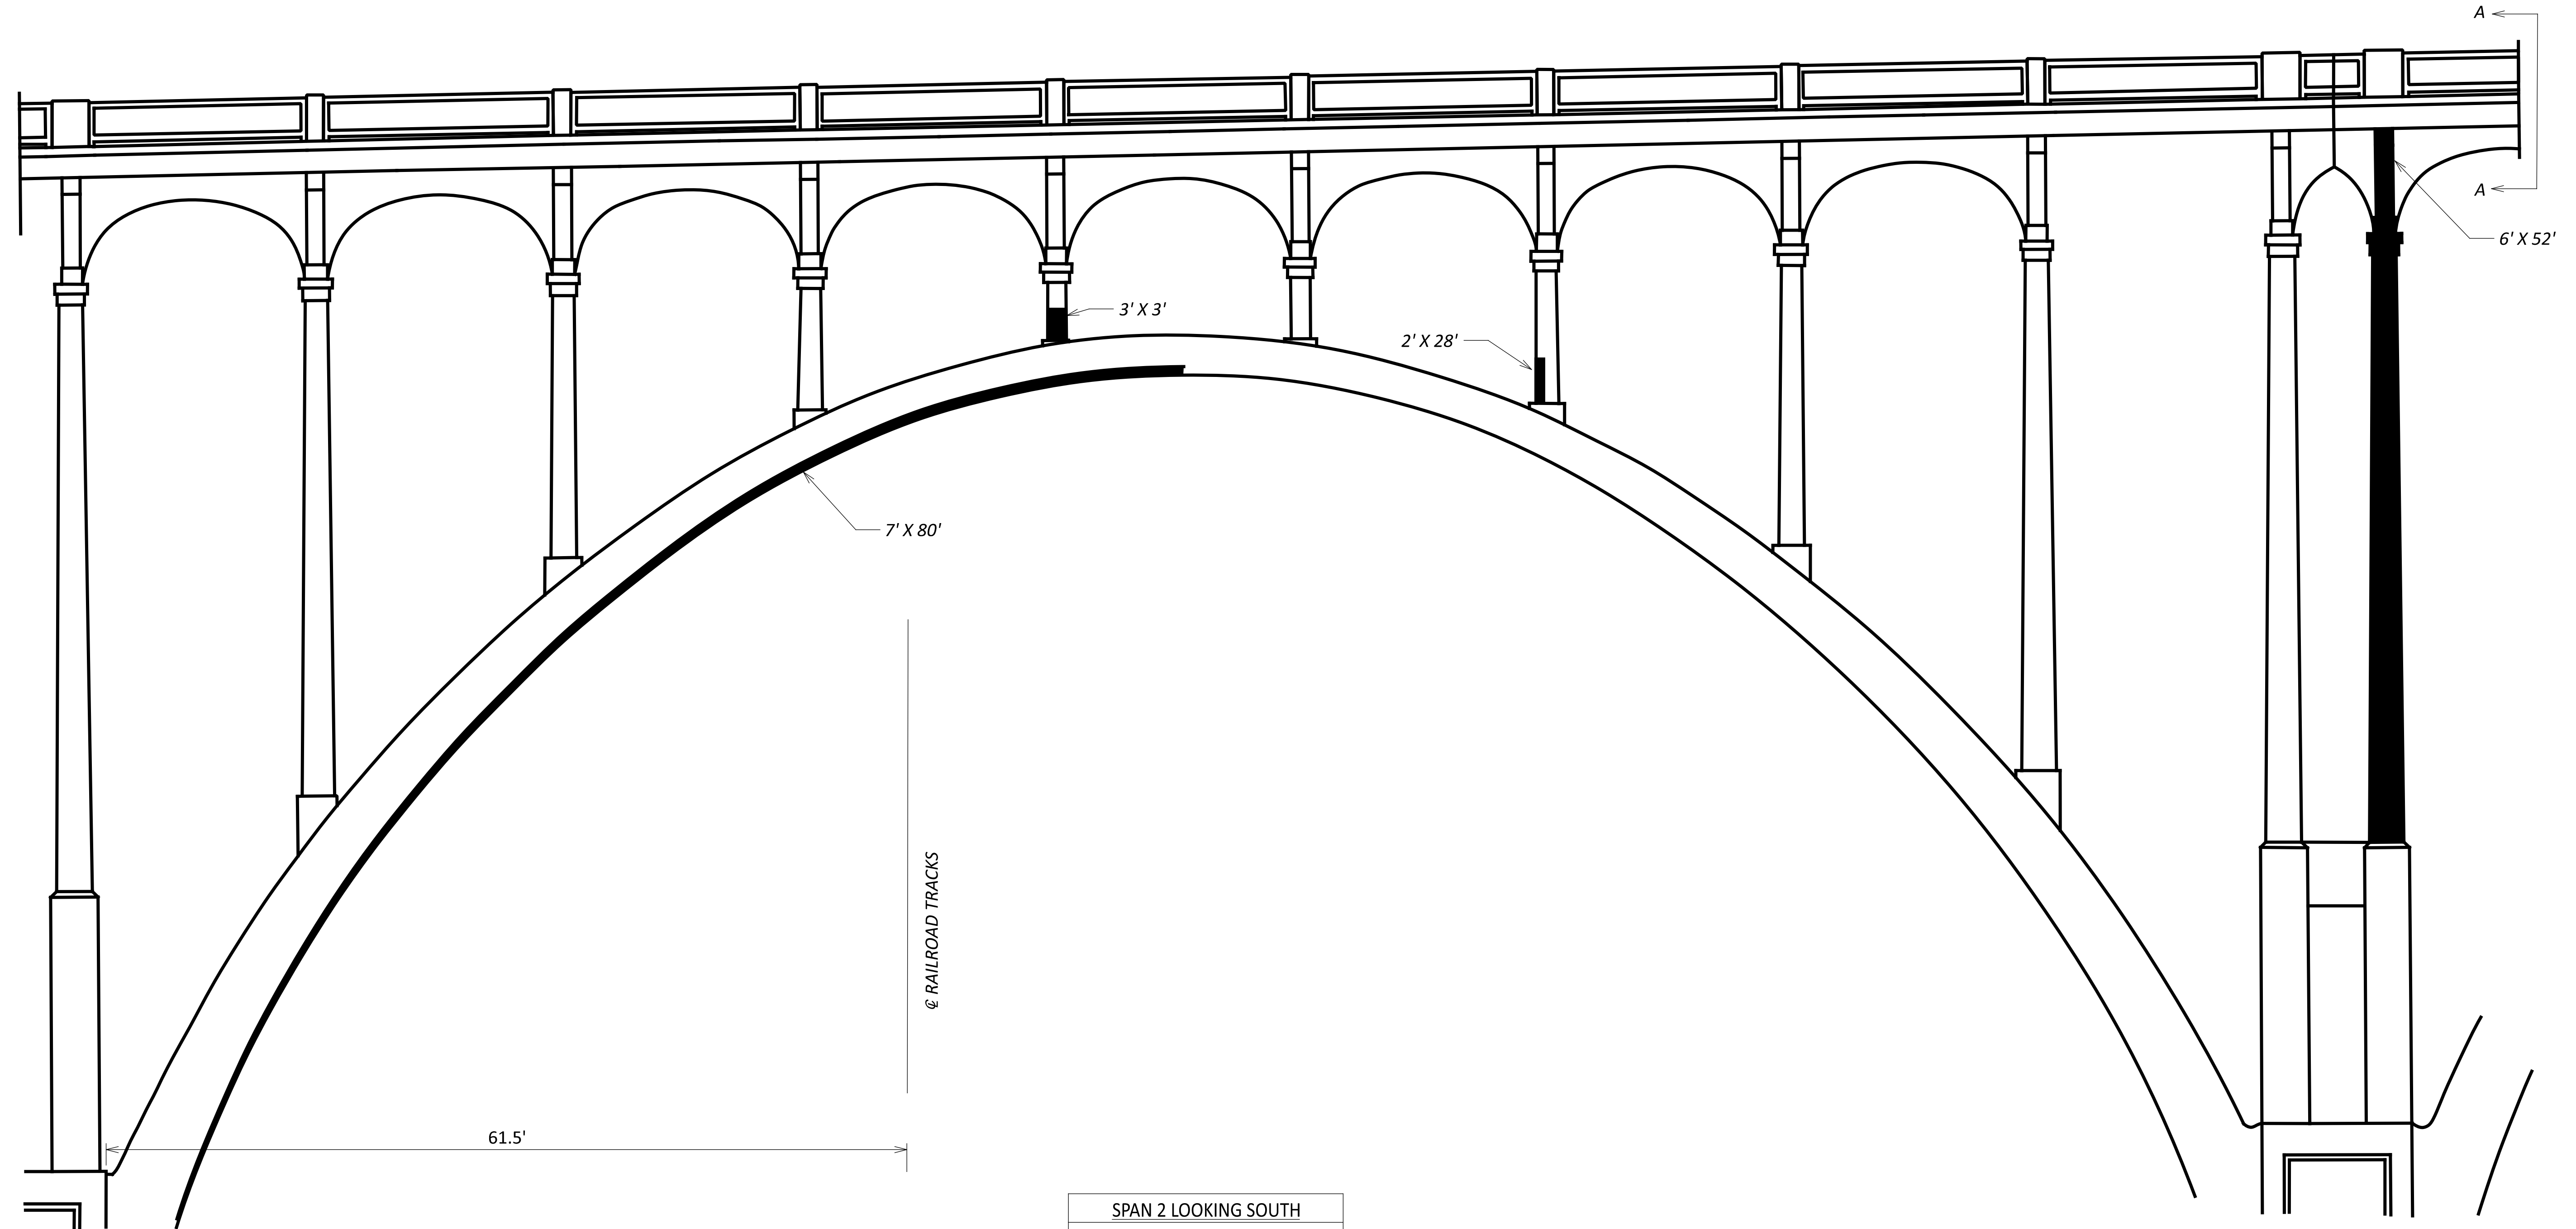 A
A
6' X 52'
3' X 3'
2' X 28'
7' X 80'
℄ RAILROAD TRACKS
61.5'
SPAN 2 LOOKING SOUTH